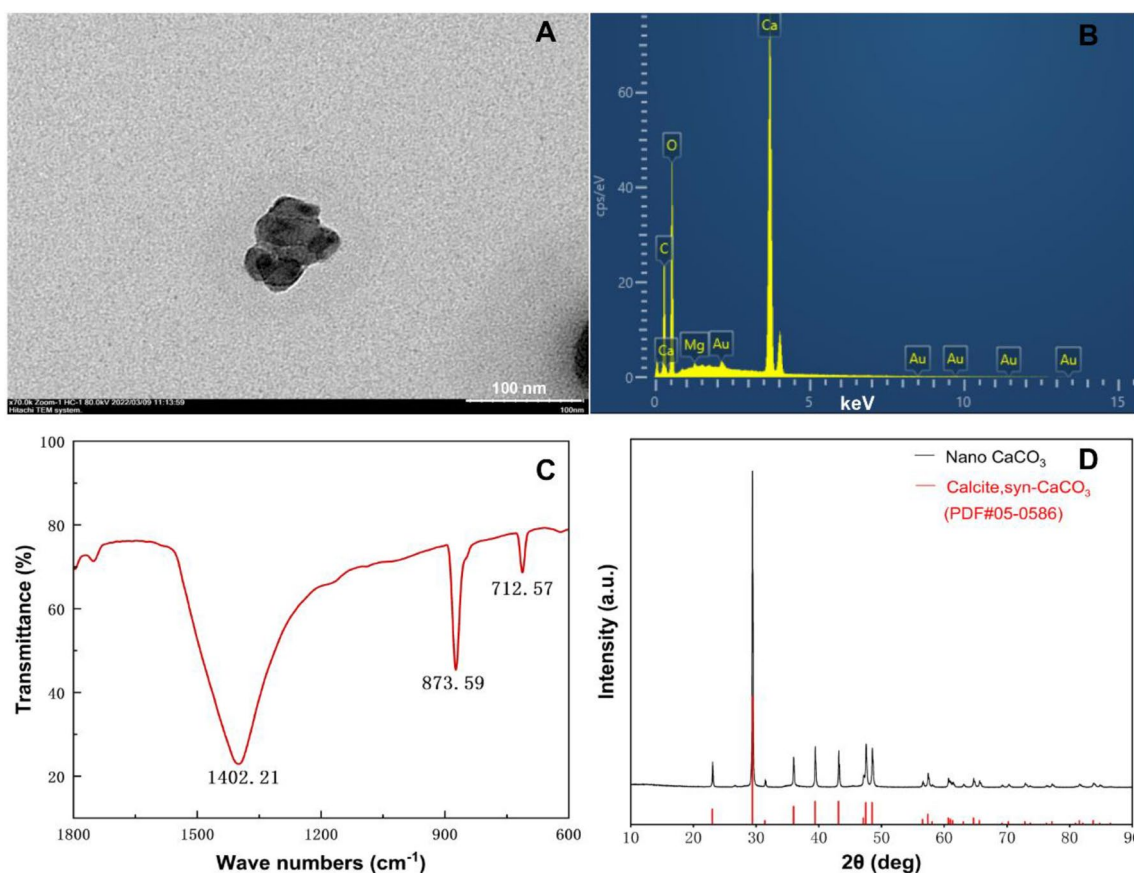 A
100 nm
x70.0k Zoom-1 HC-1 80.0kV 2022/03/09 11:13:59
Hitachi TEM system.
100nm
B
Ca
60
O
cps/eV
40
C
20
Ca
Mg
Au
Au
Au
Au
Au
0
0
5
keV
10
15
C
100
80
60
40
20
Transmittance (%)
712.57
873.59
1402.21
1800
1500
1200
900
600
Wave numbers (cm⁻¹)
D
Nano CaCO₃
Calcite,syn-CaCO₃
(PDF#05-0586)
Intensity (a.u.)
10
20
30
40
50
60
70
80
90
2θ (deg)